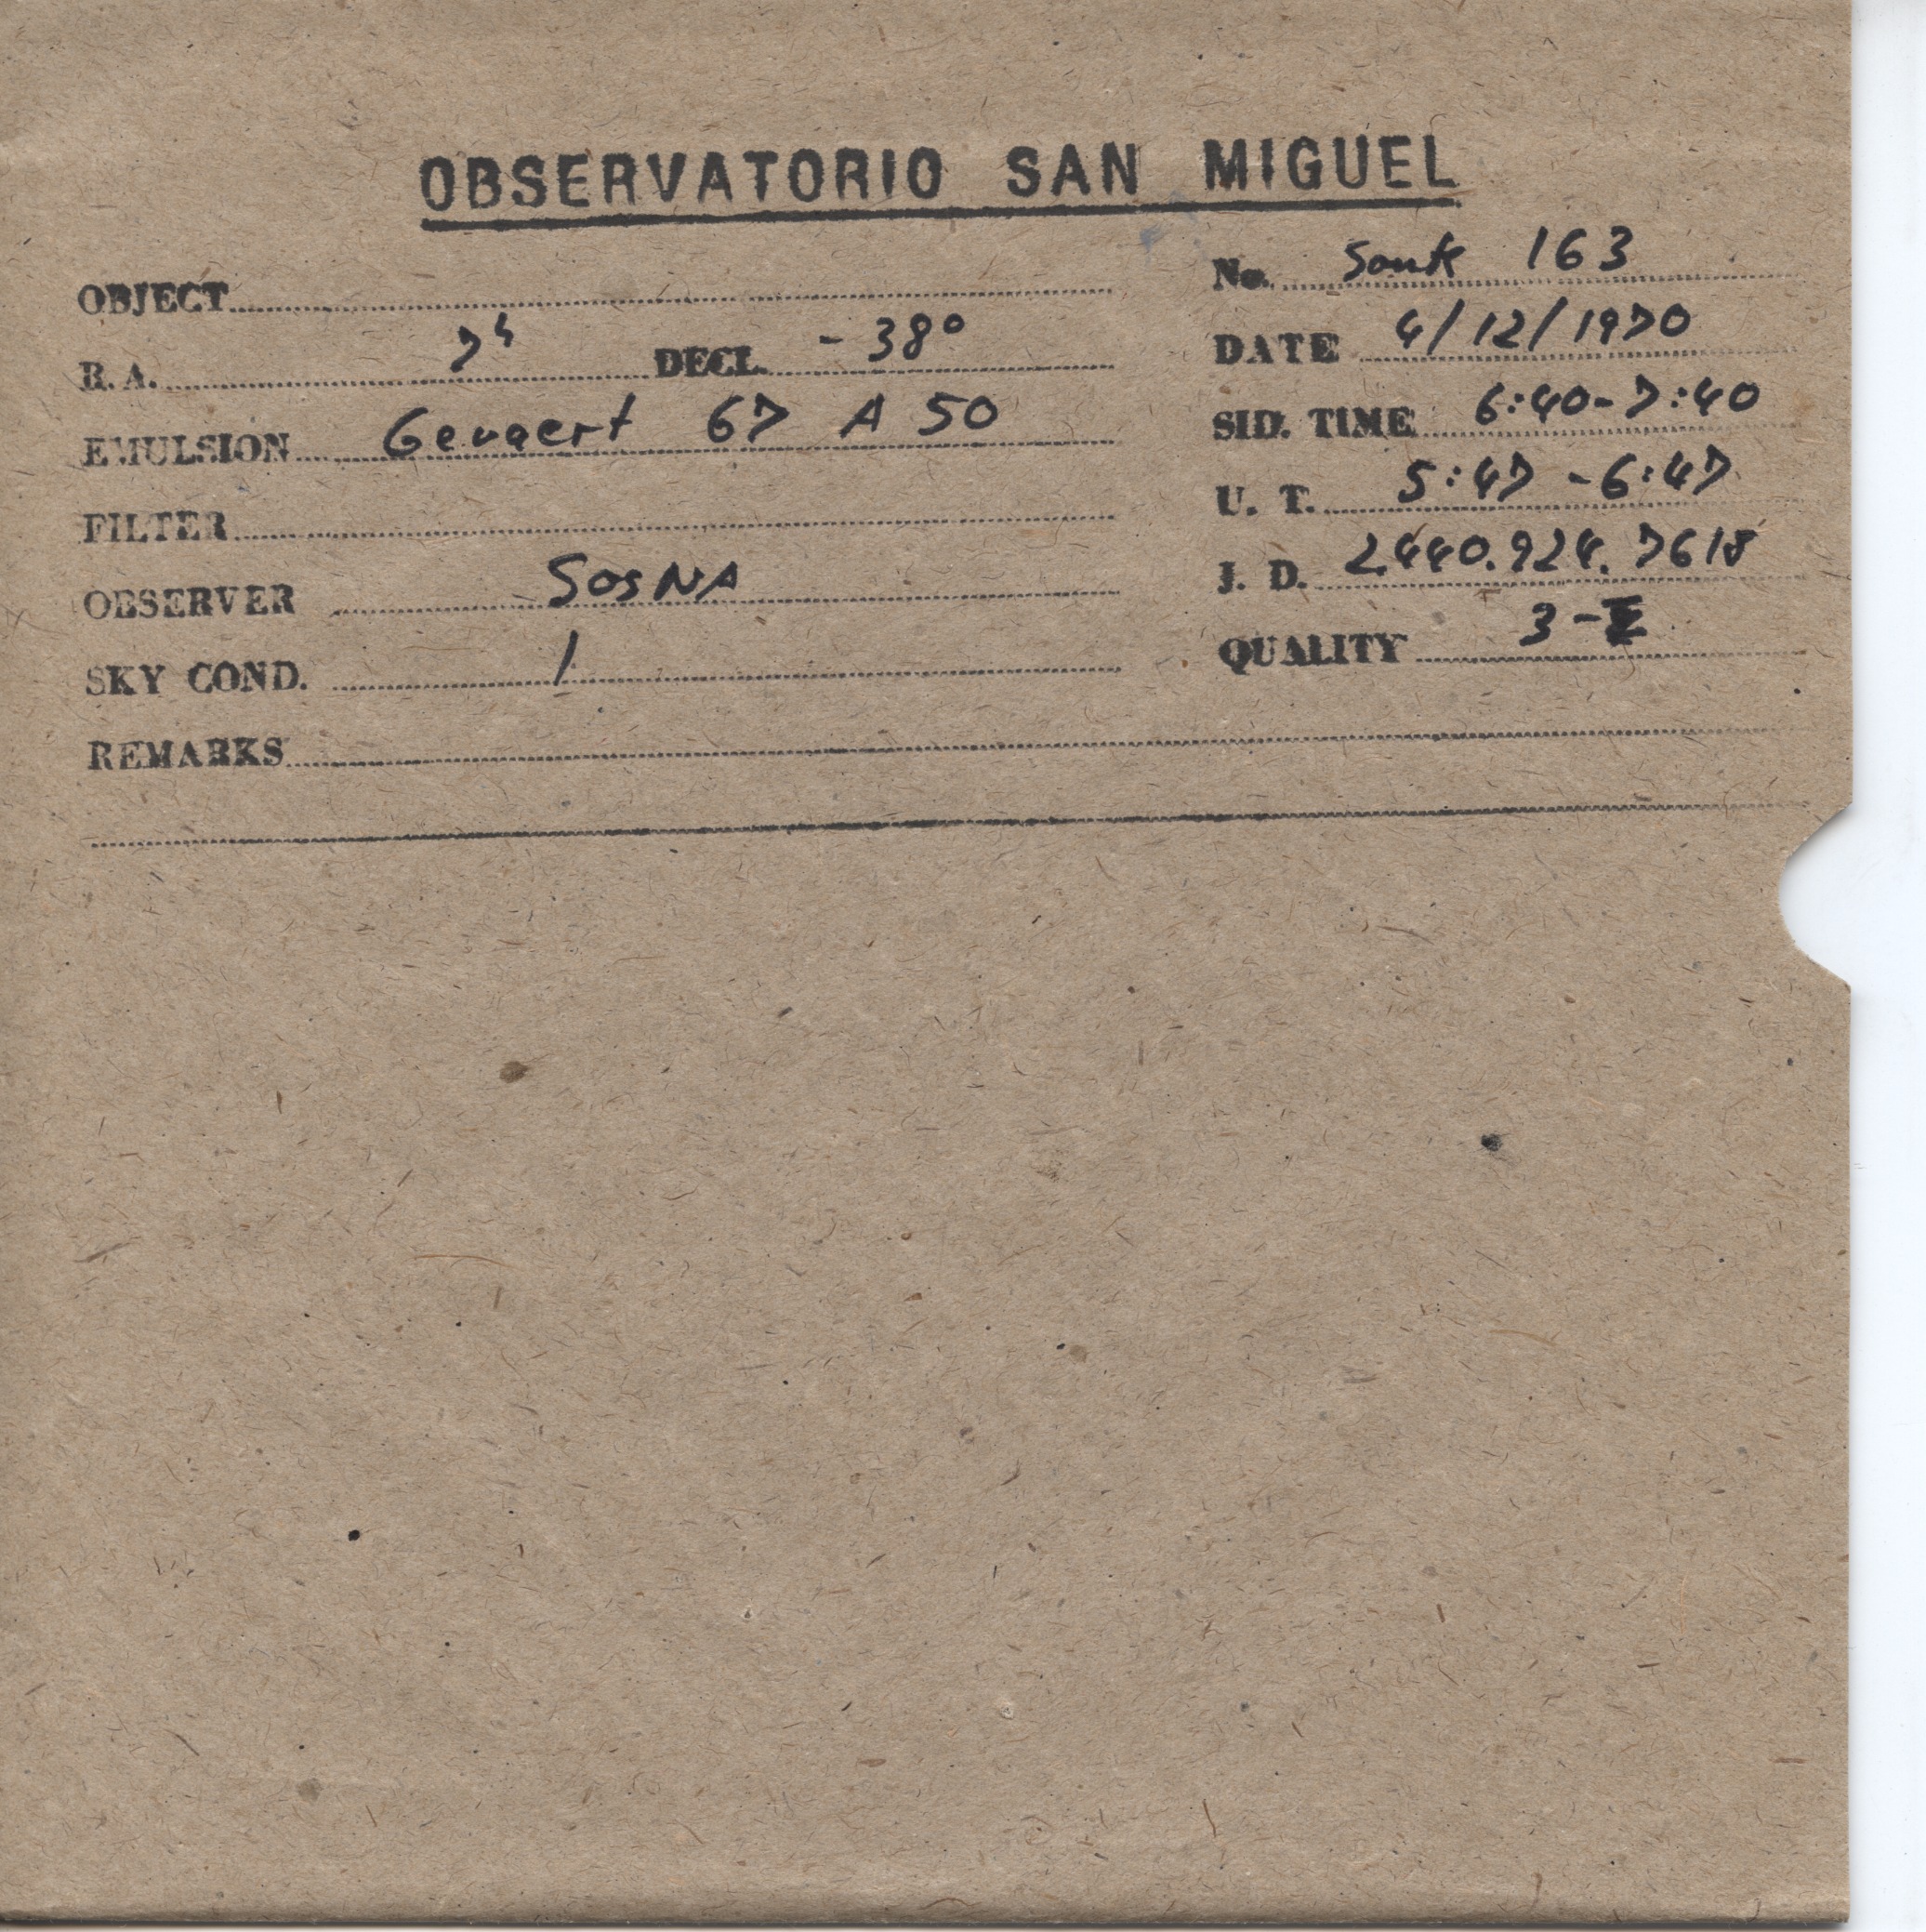 OBSERVATORIO SAN MIGUEL
OBJECT
No. Sonk 163
R. A. 7h DECL. -38°
DATE 4/12/1970
EMULSION Gevaert 67 A 50
SID. TIME 6:40-7:40
FILTER
U. T. 5:47 -6:47
OBSERVER SOSNA
J. D. 2.440.924.7618
SKY COND. 1
QUALITY 3-
REMARKS